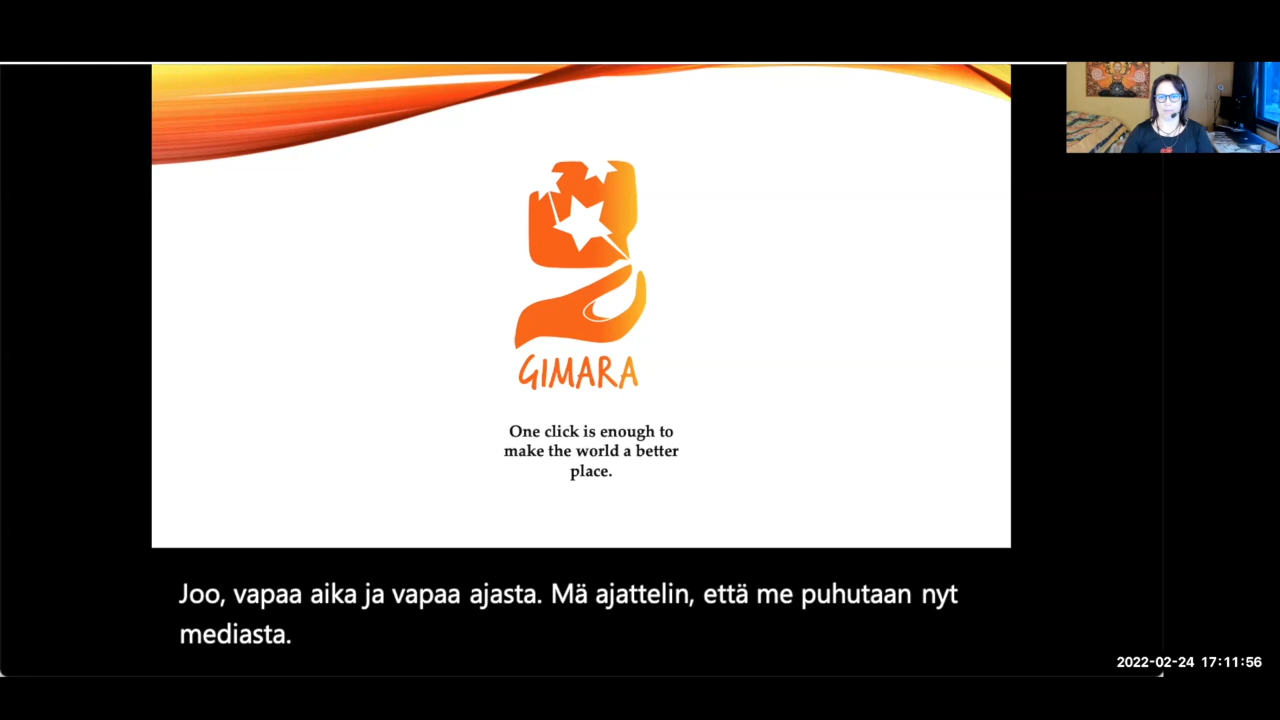 GIMARA
One click is enough to
make the world a better
place.
Joo, vapaa aika ja vapaa ajasta. Mä ajattelin, että me puhutaan nyt
mediasta.
2022-02-24 17:11:56